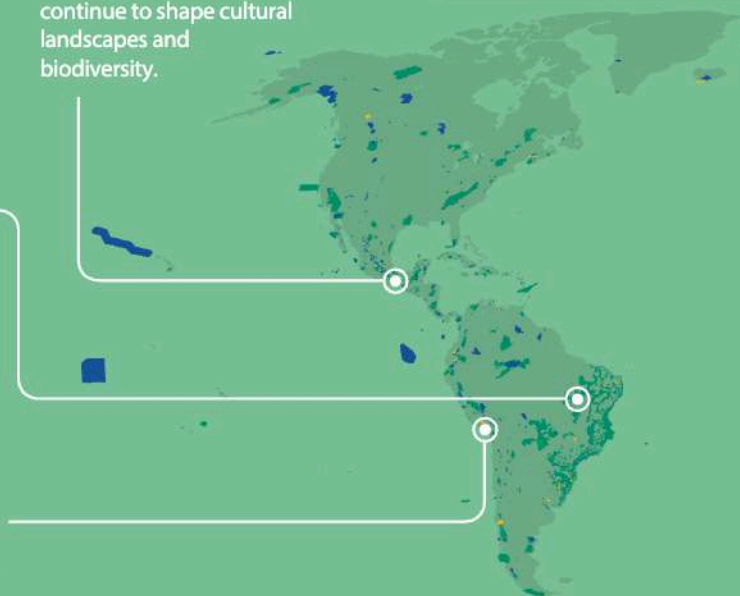 continue to shape cultural
landscapes and
biodiversity.